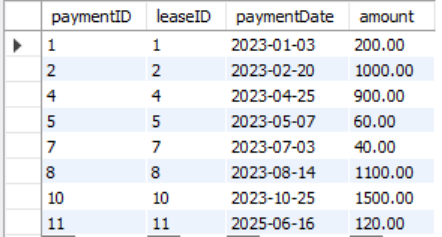 paymentID leaseID paymentDate amount
1 1 2023-01-03 200.00
2 2 2023-02-20 1000.00
4 4 2023-04-25 900.00
5 5 2023-05-07 60.00
7 7 2023-07-03 40.00
8 8 2023-08-14 1100.00
10 10 2023-10-25 1500.00
11 11 2025-06-16 120.00